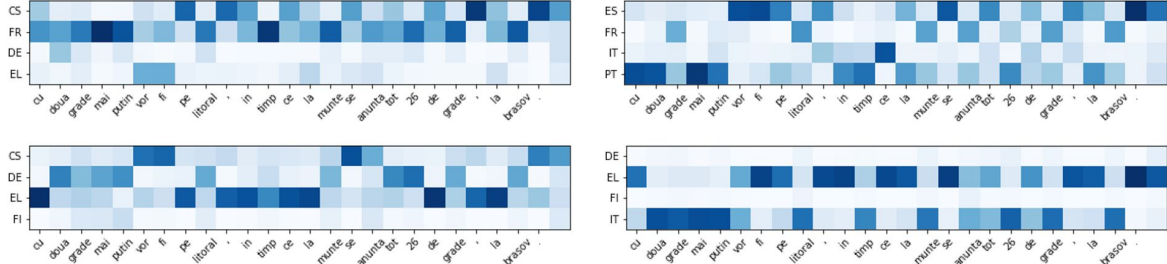 CS
FR
DE
EL
cu doua grade mai putin vor fi pe litoral , in timp ce la munte se anunta tot 26 de grade , la brasov .
ES
FR
IT
PT
cu doua grade mai putin vor fi pe litoral , in timp ce la munte se anunta tot 26 de grade , la brasov .
CS
DE
EL
FI
cu doua grade mai putin vor fi pe litoral , in timp ce la munte se anunta tot 26 de grade , la brasov .
DE
EL
FI
IT
cu doua grade mai putin vor fi pe litoral , in timp ce la munte se anunta tot 26 de grade , la brasov .